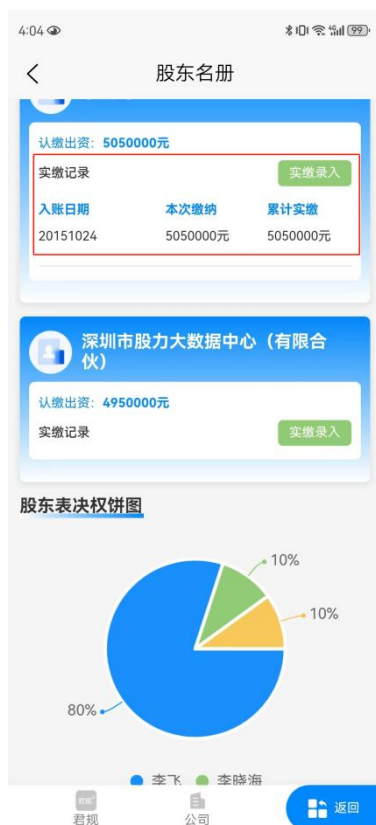 4:04
99
股东名册
认缴出资：5050000元
实缴记录 实缴录入
入账日期 本次缴纳 累计实缴
20151024 5050000元 5050000元
深圳市股力大数据中心（有限合
伙）
认缴出资：4950000元
实缴记录 实缴录入
股东表决权饼图
10%
10%
80%
李飞 李晓海
君规 公司 返回